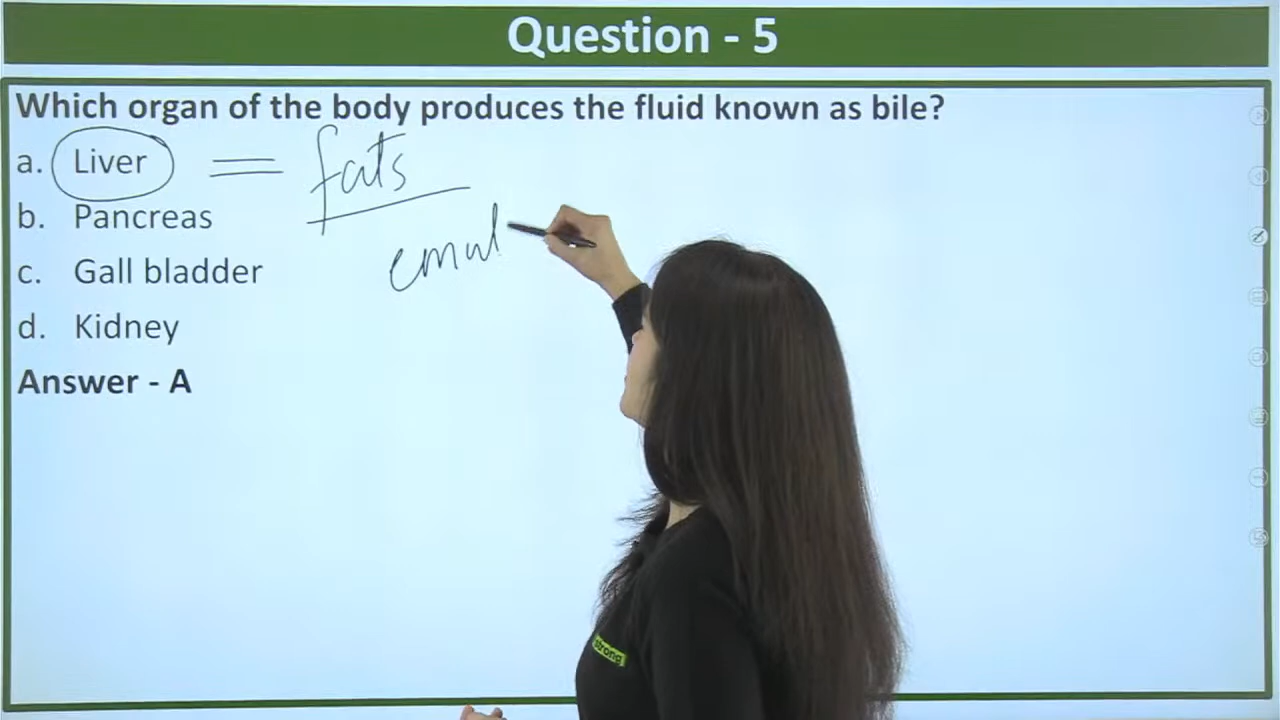 Question - 5
Which organ of the body produces the fluid known as bile?
a. Liver = fats
b. Pancreas
emul
c. Gall bladder
d. Kidney
Answer - A
strong